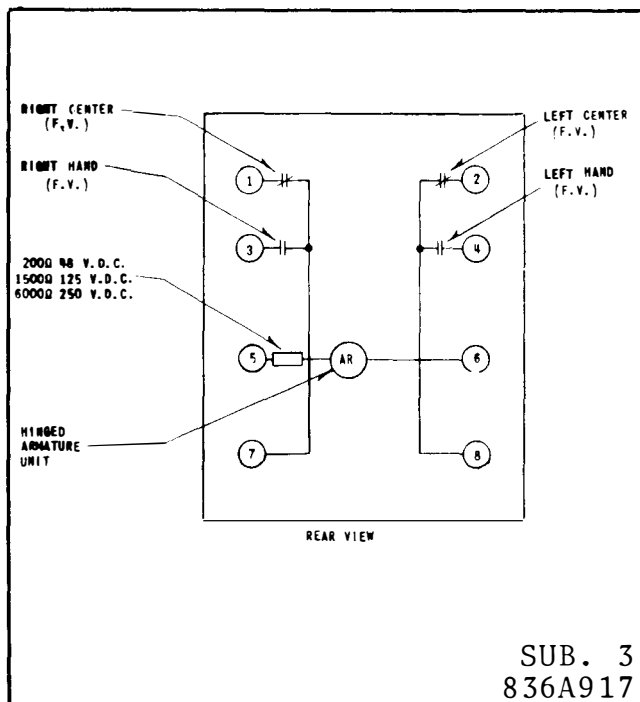 RIGHT CENTER
(F.V.)
LEFT CENTER
(F.V.)
RIGHT HAND
(F.V.)
LEFT HAND
(F.V.)
1
2
3
4
200Ω 48 V.D.C.
1500Ω 125 V.D.C.
6000Ω 250 V.D.C.
5
AR
6
HINGED
ARMATURE
UNIT
7
8
REAR VIEW
SUB. 3
836A917